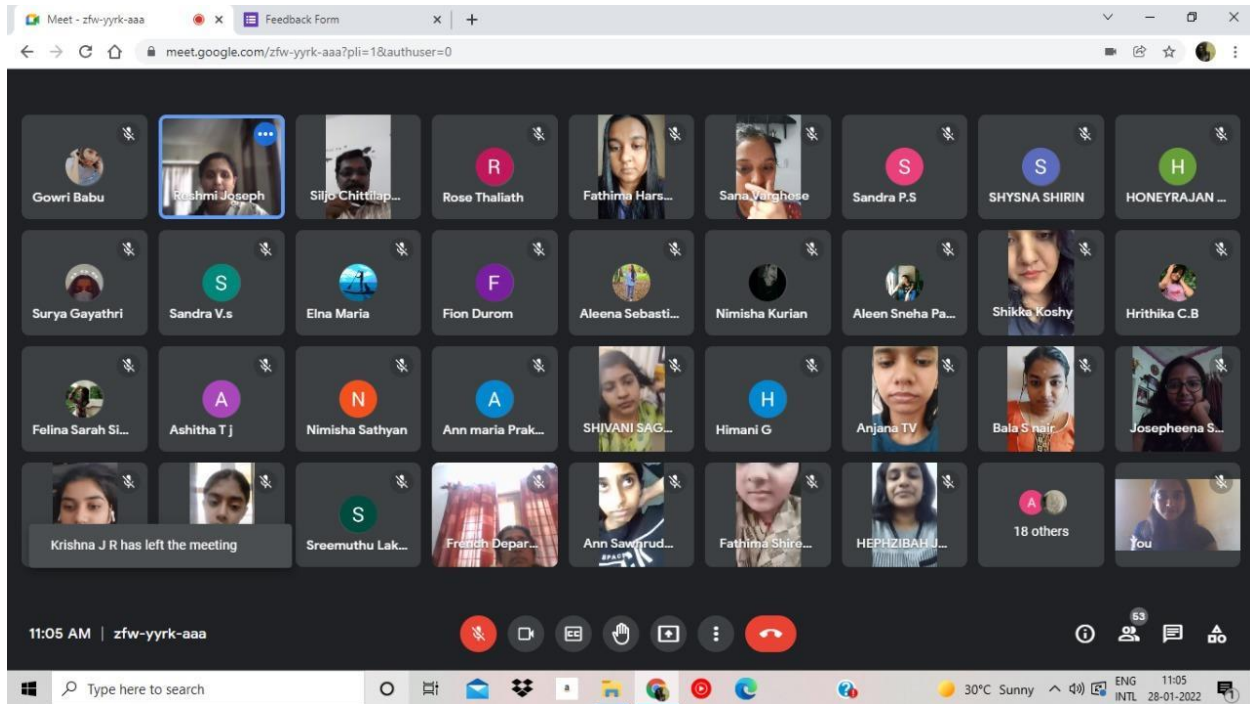 Meet - zfw-yyrk-aaa
Feedback Form
meet.google.com/zfw-yyrk-aaa?pli=1&authuser=0
Gowri Babu
Reshmi Joseph
Siljo Chittilap...
R
Rose Thaliath
Fathima Hars...
Sana Varghese
S
Sandra P.S
S
SHYSNA SHIRIN
H
HONEYRAJAN ...
Surya Gayathri
S
Sandra V.s
Elna Maria
F
Fion Durom
Aleena Sebasti...
Nimisha Kurian
Aleen Sneha Pa...
Shikka Koshy
Hrithika C.B
Felina Sarah Si...
A
Ashitha T j
N
Nimisha Sathyan
A
Ann maria Prak...
SHIVANI SAG...
H
Himani G
Anjana TV
Bala S nair
Josepheena S...
Krishna J R has left the meeting
S
Sreemuthu Lak...
French Depar...
Ann Sawnrud...
Fathima Shire...
HEPHZIBAH J...
A
18 others
You
11:05 AM | zfw-yyrk-aaa
CC
53
Type here to search
a
30°C Sunny
ENG
INTL
11:05
28-01-2022
1